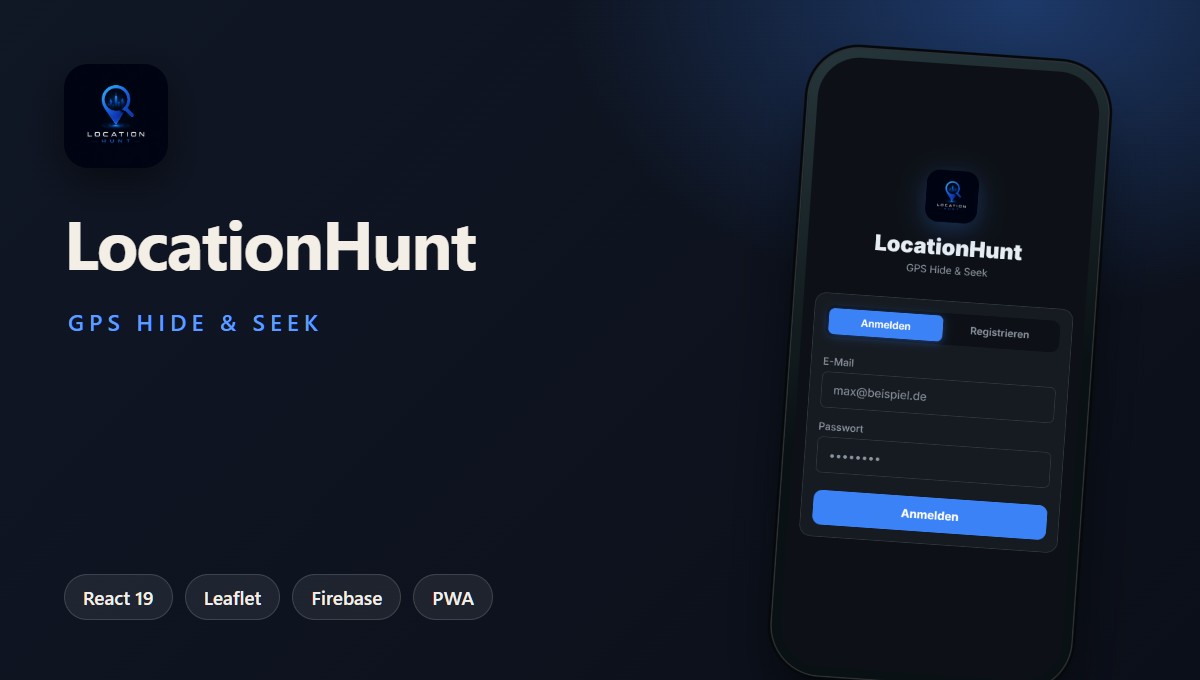 LOCATION
HUNT
LocationHunt
GPS HIDE & SEEK
React 19
Leaflet
Firebase
PWA
LOCATION
LocationHunt
GPS Hide & Seek
Anmelden
Registrieren
E-Mail
max@beispiel.de
Passwort
••••••••
Anmelden